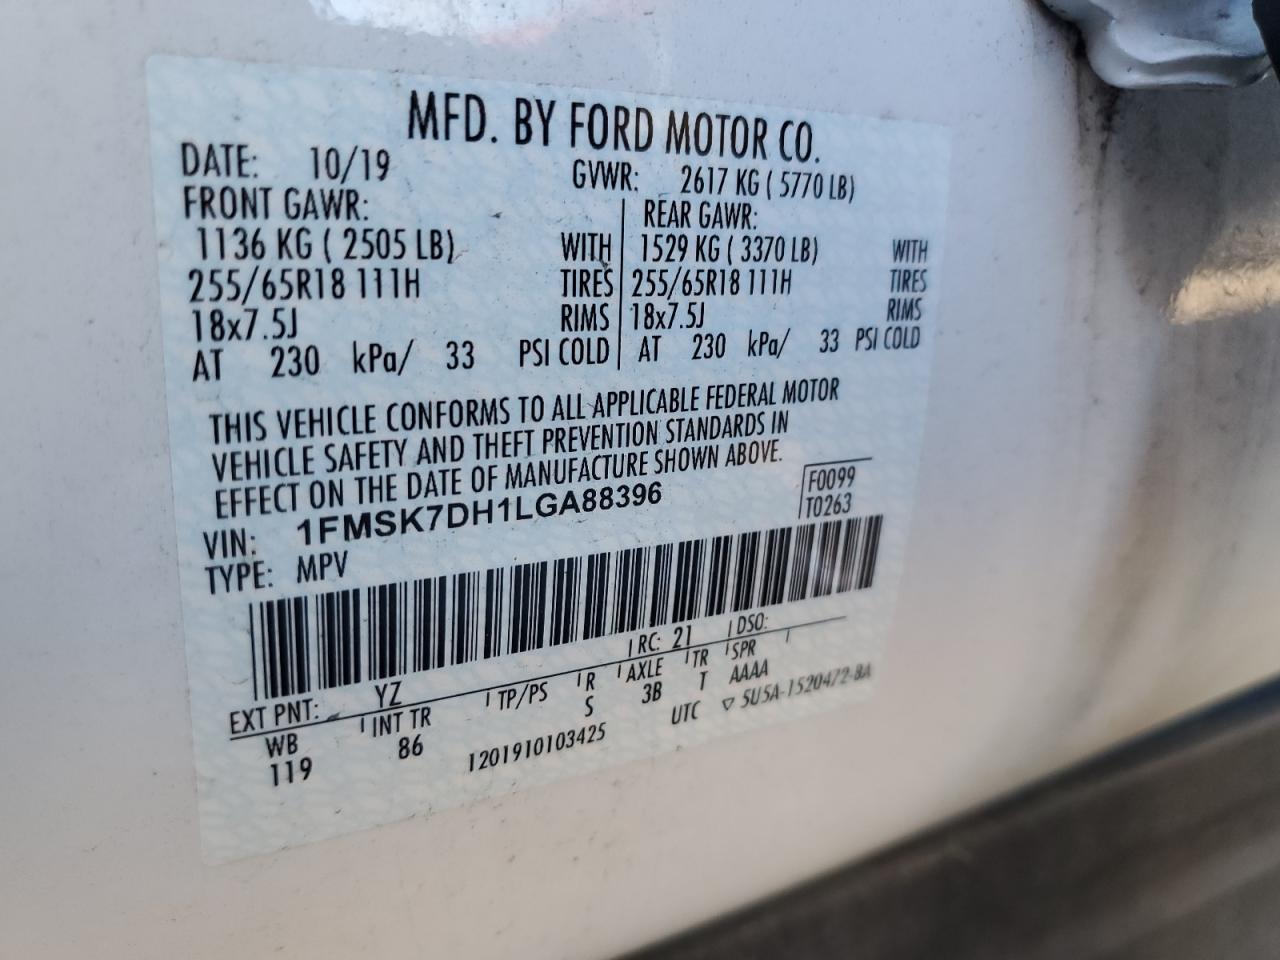 MFD. BY FORD MOTOR CO.
DATE: 10/19 GVWR: 2617 KG ( 5770 LB)
FRONT GAWR: REAR GAWR:
1136 KG ( 2505 LB) WITH 1529 KG ( 3370 LB) WITH
255/65R18 111H TIRES 255/65R18 111H TIRES
18x7.5J RIMS 18x7.5J RIMS
AT 230 kPa/ 33 PSI COLD AT 230 kPa/ 33 PSI COLD
THIS VEHICLE CONFORMS TO ALL APPLICABLE FEDERAL MOTOR
VEHICLE SAFETY AND THEFT PREVENTION STANDARDS IN
EFFECT ON THE DATE OF MANUFACTURE SHOWN ABOVE.
VIN: 1FMSK7DH1LGA88396 F0099
TYPE: MPV T0263
EXT PNT: YZ RC: 21 DSO:
WB INT TR TP/PS R AXLE TR SPR
119 86 S 3B T AAAA
1201910103425 UTC ▽ 5U5A-1520472-BA